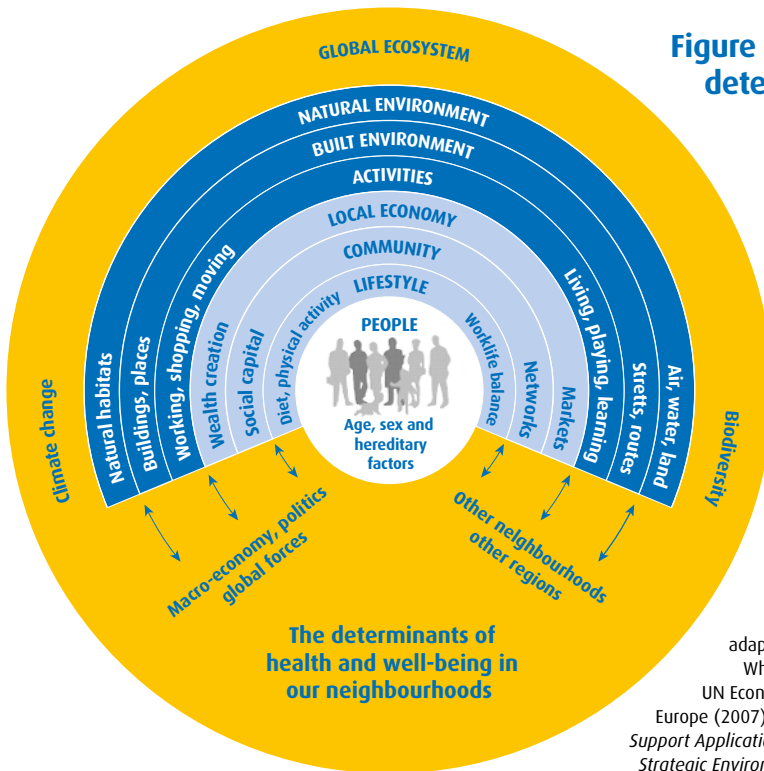 Figure
dete
GLOBAL ECOSYSTEM
NATURAL ENVIRONMENT
BUILT ENVIRONMENT
ACTIVITIES
LOCAL ECONOMY
COMMUNITY
LIFESTYLE
PEOPLE
Age, sex and
hereditary
factors
Climate change
Natural habitats
Buildings, places
Working, shopping, moving
Wealth creation
Social capital
Diet, physical activity
Worklife balance
Networks
Markets
Living, playing, learning
Stretts, routes
Air, water, land
Biodiversity
Macro-economy, politics
global forces
Other nelghbourhoods
other regions
The determinants of
health and well-being in
our neighbourhoods
adap
Wh
UN Econ
Europe (2007)
Support Applicatio
Strategic Environ